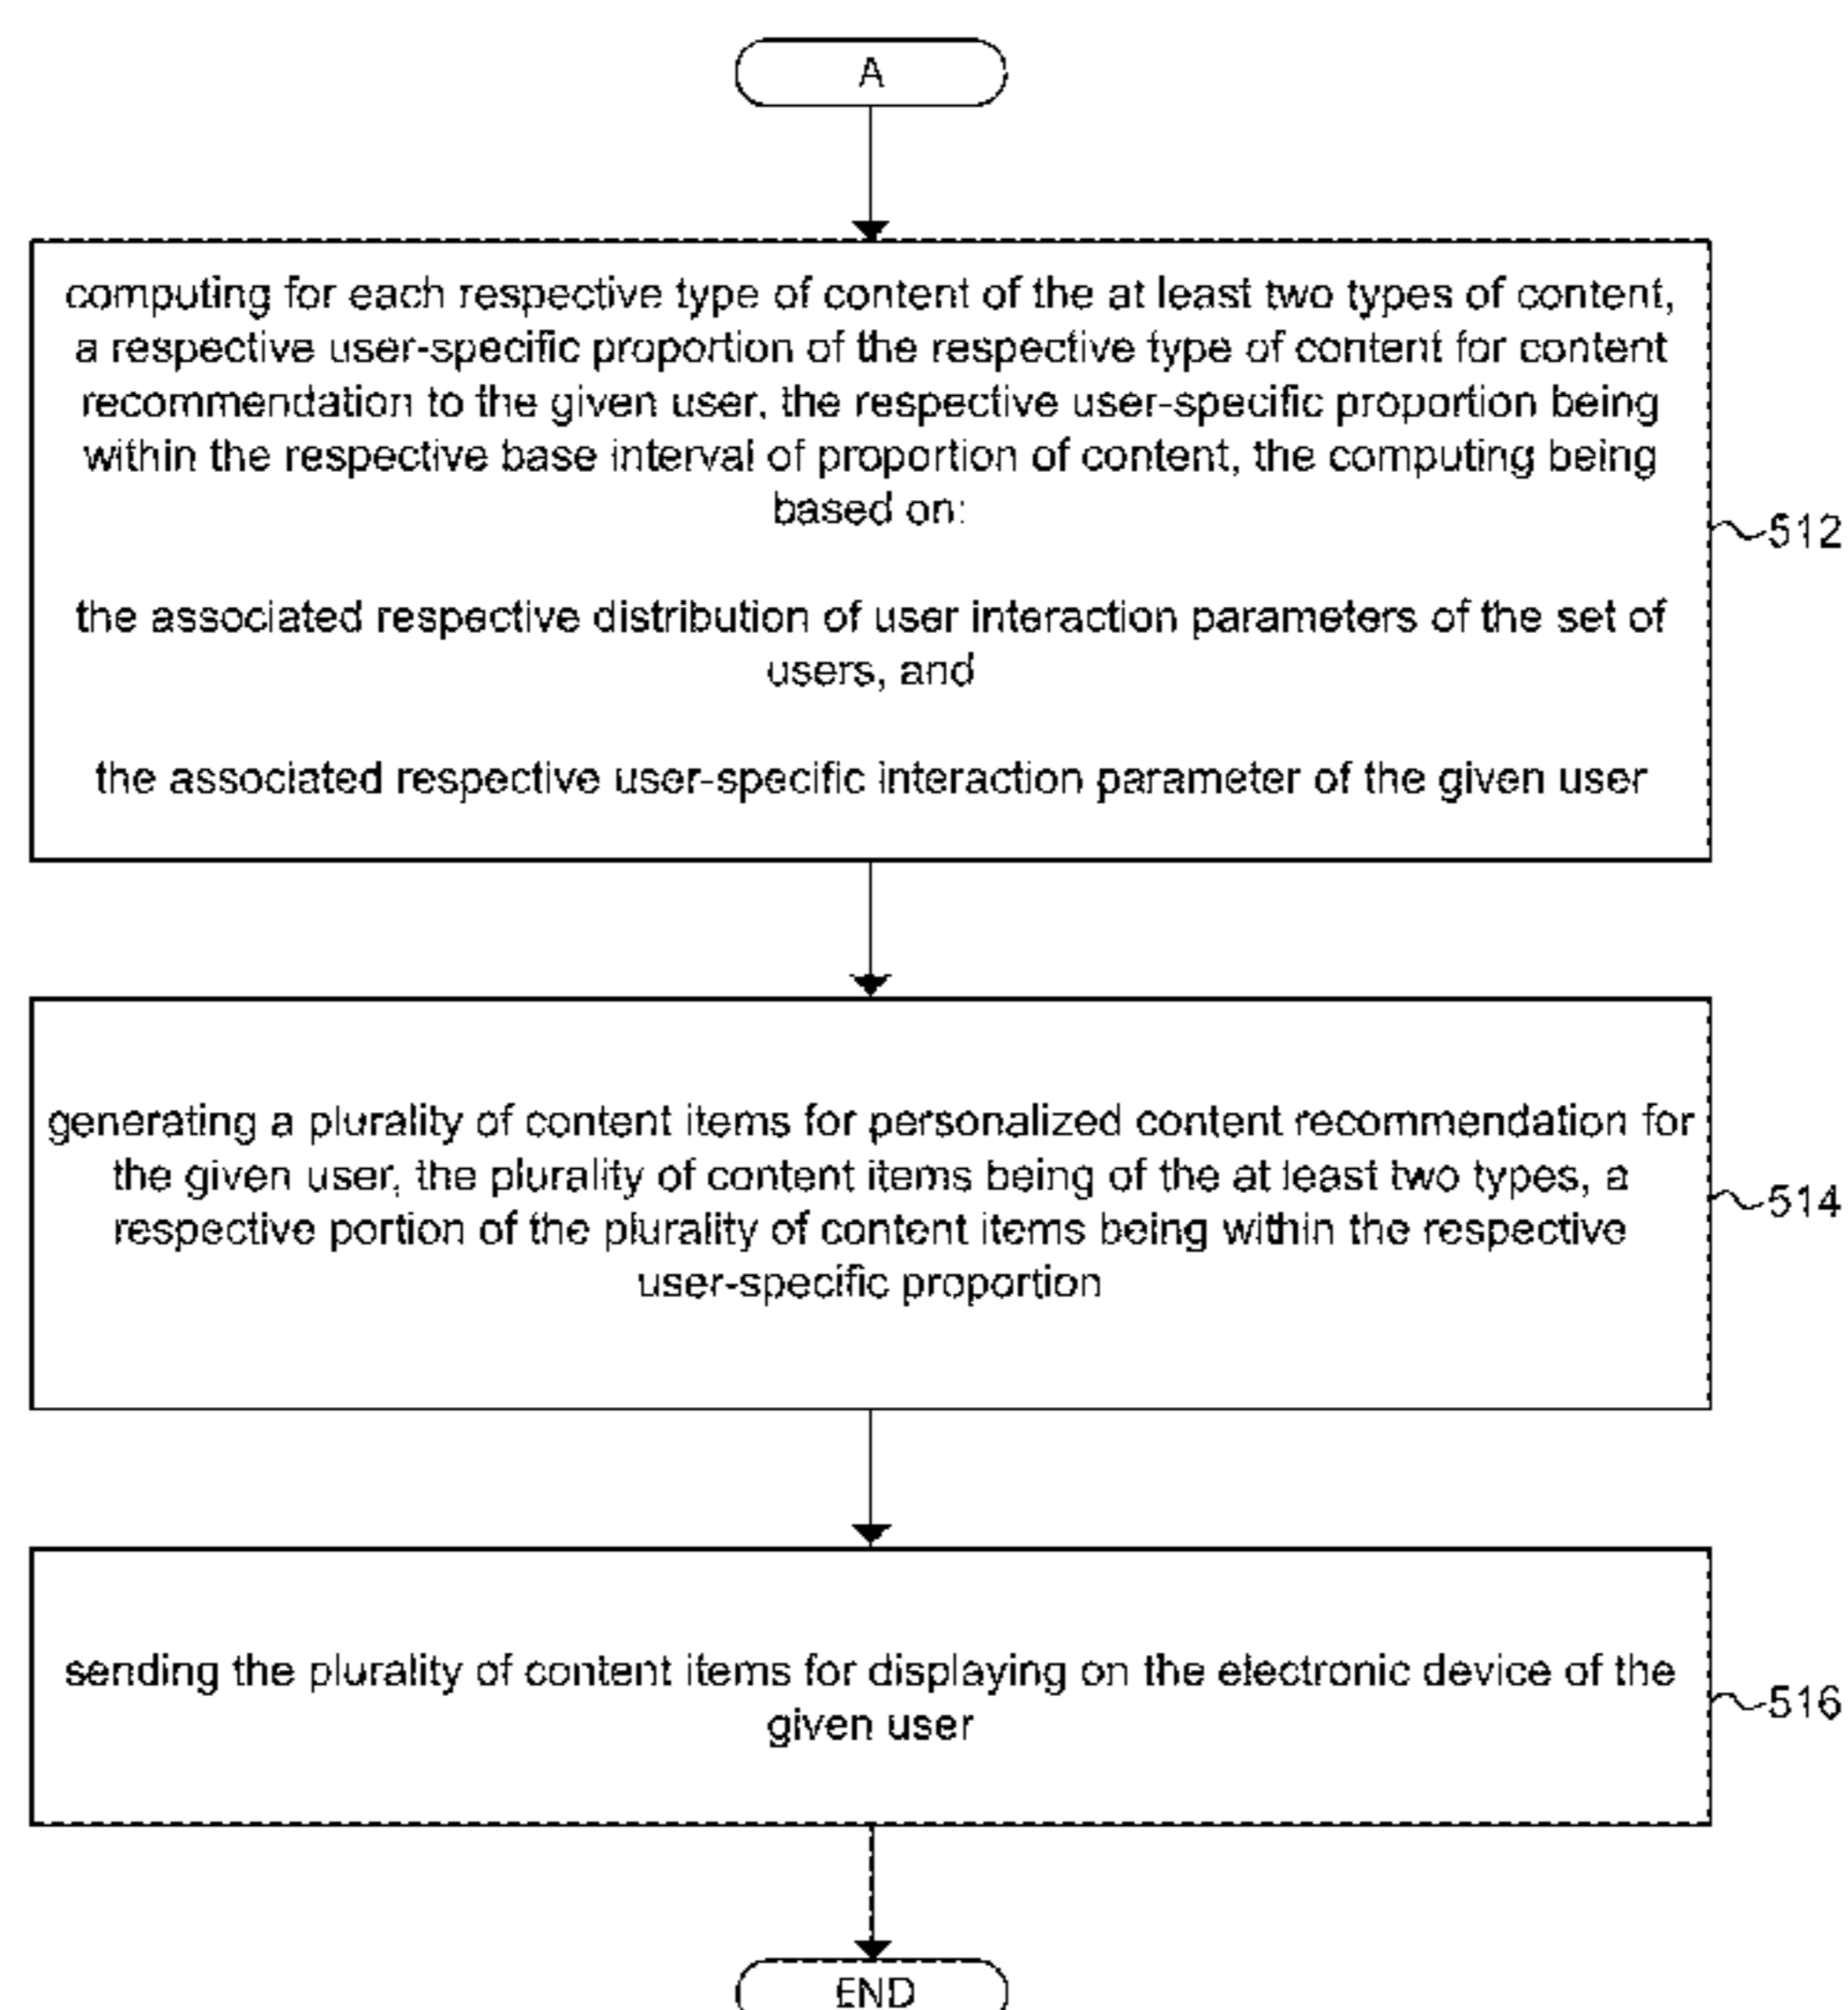 A
computing for each respective type of content of the at least two types of content,
a respective user-specific proportion of the respective type of content for content
recommendation to the given user, the respective user-specific proportion being
within the respective base interval of proportion of content, the computing being
based on:
the associated respective distribution of user interaction parameters of the set of
users, and
the associated respective user-specific interaction parameter of the given user
512
generating a plurality of content items for personalized content recommendation for
the given user, the plurality of content items being of the at least two types, a
respective portion of the plurality of content items being within the respective
user-specific proportion
514
sending the plurality of content items for displaying on the electronic device of the
given user
516
END